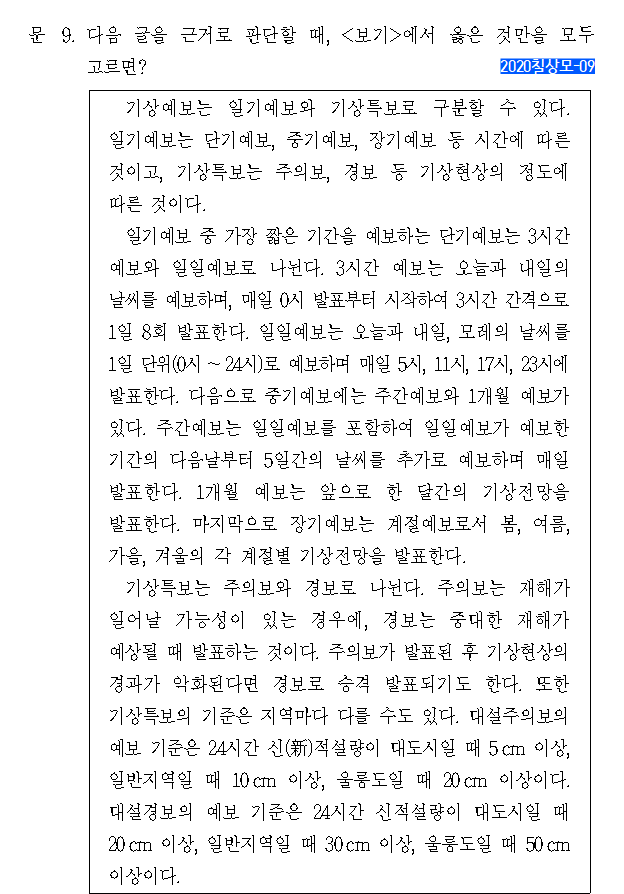 문 9. 다음 글을 근거로 판단할 때, <보기>에서 옳은 것만을 모두
고르면?
2020침상모-09
기상예보는 일기예보와 기상특보로 구분할 수 있다.
일기예보는 단기예보, 중기예보, 장기예보 등 시간에 따른
것이고, 기상특보는 주의보, 경보 등 기상현상의 정도에
따른 것이다.
일기예보 중 가장 짧은 기간을 예보하는 단기예보는 3시간
예보와 일일예보로 나뉜다. 3시간 예보는 오늘과 내일의
날씨를 예보하며, 매일 0시 발표부터 시작하여 3시간 간격으로
1일 8회 발표한다. 일일예보는 오늘과 내일, 모레의 날씨를
1일 단위(0시 ~ 24시)로 예보하며 매일 5시, 11시, 17시, 23시에
발표한다. 다음으로 중기예보에는 주간예보와 1개월 예보가
있다. 주간예보는 일일예보를 포함하여 일일예보가 예보한
기간의 다음날부터 5일간의 날씨를 추가로 예보하며 매일
발표한다. 1개월 예보는 앞으로 한 달간의 기상전망을
발표한다. 마지막으로 장기예보는 계절예보로서 봄, 여름,
가을, 겨울의 각 계절별 기상전망을 발표한다.
기상특보는 주의보와 경보로 나뉜다. 주의보는 재해가
일어날 가능성이 있는 경우에, 경보는 중대한 재해가
예상될 때 발표하는 것이다. 주의보가 발표된 후 기상현상의
경과가 악화된다면 경보로 승격 발표되기도 한다. 또한
기상특보의 기준은 지역마다 다를 수도 있다. 대설주의보의
예보 기준은 24시간 신(新)적설량이 대도시일 때 5cm 이상,
일반지역일 때 10cm 이상, 울릉도일 때 20cm 이상이다.
대설경보의 예보 기준은 24시간 신적설량이 대도시일 때
20cm 이상, 일반지역일 때 30cm 이상, 울릉도일 때 50cm
이상이다.